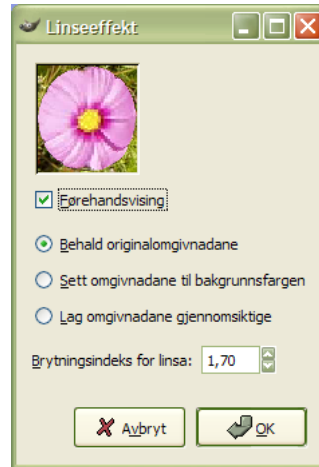 Linseeffekt
Førehandsvising
Behald originalomgivnadane
Sett omgivnadane til bakgrunnsfargen
Lag omgivnadane gjennomsiktige
Brytningsindeks for linsa: 1,70
Avbryt OK